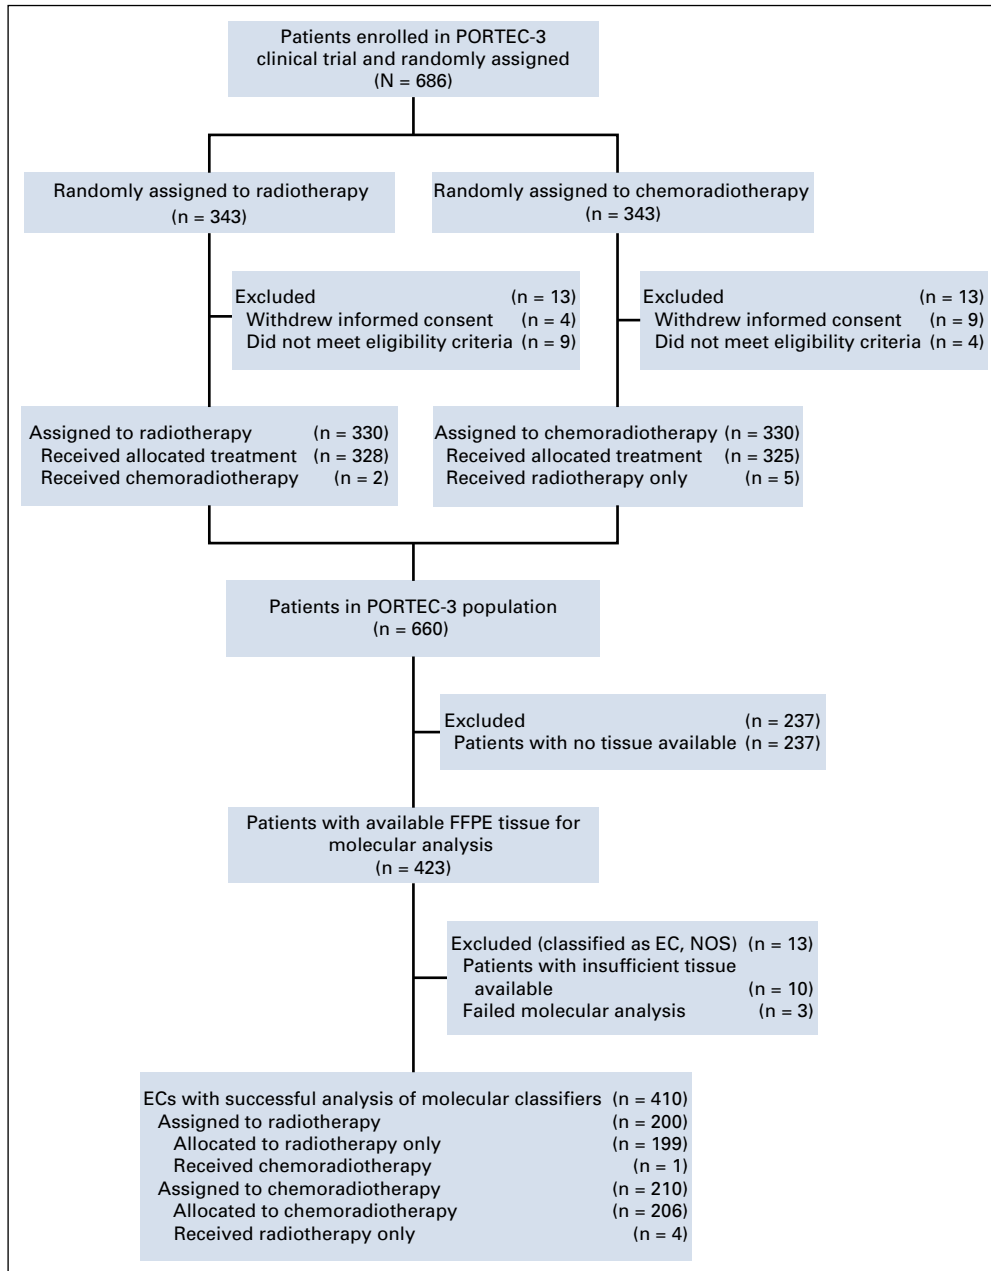 Patients enrolled in PORTEC-3
clinical trial and randomly assigned
(N = 686)
Randomly assigned to radiotherapy
(n = 343)
Randomly assigned to chemoradiotherapy
(n = 343)
Excluded (n = 13)
Withdrew informed consent (n = 4)
Did not meet eligibility criteria (n = 9)
Excluded (n = 13)
Withdrew informed consent (n = 9)
Did not meet eligibility criteria (n = 4)
Assigned to radiotherapy (n = 330)
Received allocated treatment (n = 328)
Received chemoradiotherapy (n = 2)
Assigned to chemoradiotherapy (n = 330)
Received allocated treatment (n = 325)
Received radiotherapy only (n = 5)
Patients in PORTEC-3 population
(n = 660)
Excluded (n = 237)
Patients with no tissue available (n = 237)
Patients with available FFPE tissue for
molecular analysis
(n = 423)
Excluded (classified as EC, NOS) (n = 13)
Patients with insufficient tissue
available (n = 10)
Failed molecular analysis (n = 3)
ECs with successful analysis of molecular classifiers (n = 410)
Assigned to radiotherapy (n = 200)
Allocated to radiotherapy only (n = 199)
Received chemoradiotherapy (n = 1)
Assigned to chemoradiotherapy (n = 210)
Allocated to chemoradiotherapy (n = 206)
Received radiotherapy only (n = 4)